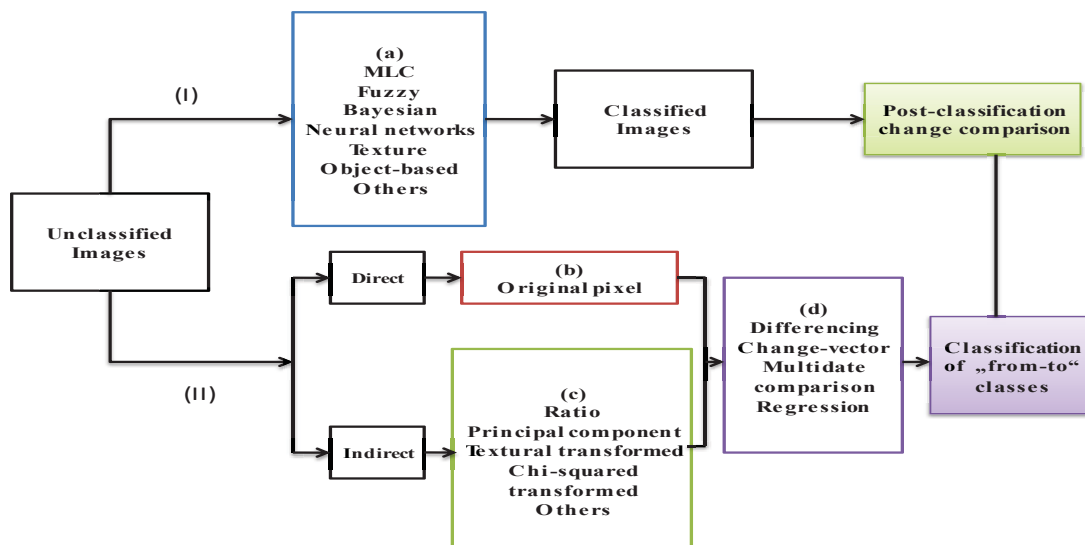 (I)
(a)
MLC
Fuzzy
Bayesian
Neural networks
Texture
Object-based
Others
Classified
Images
Post-classification
change comparison
Unclassified
Images
(II)
Direct
(b)
Original pixel
Indirect
(c)
Ratio
Principal component
Textural transformed
Chi-squared
transformed
Others
(d)
Differencing
Change-vector
Multidate
comparison
Regression
Classification
of „from-to“
classes